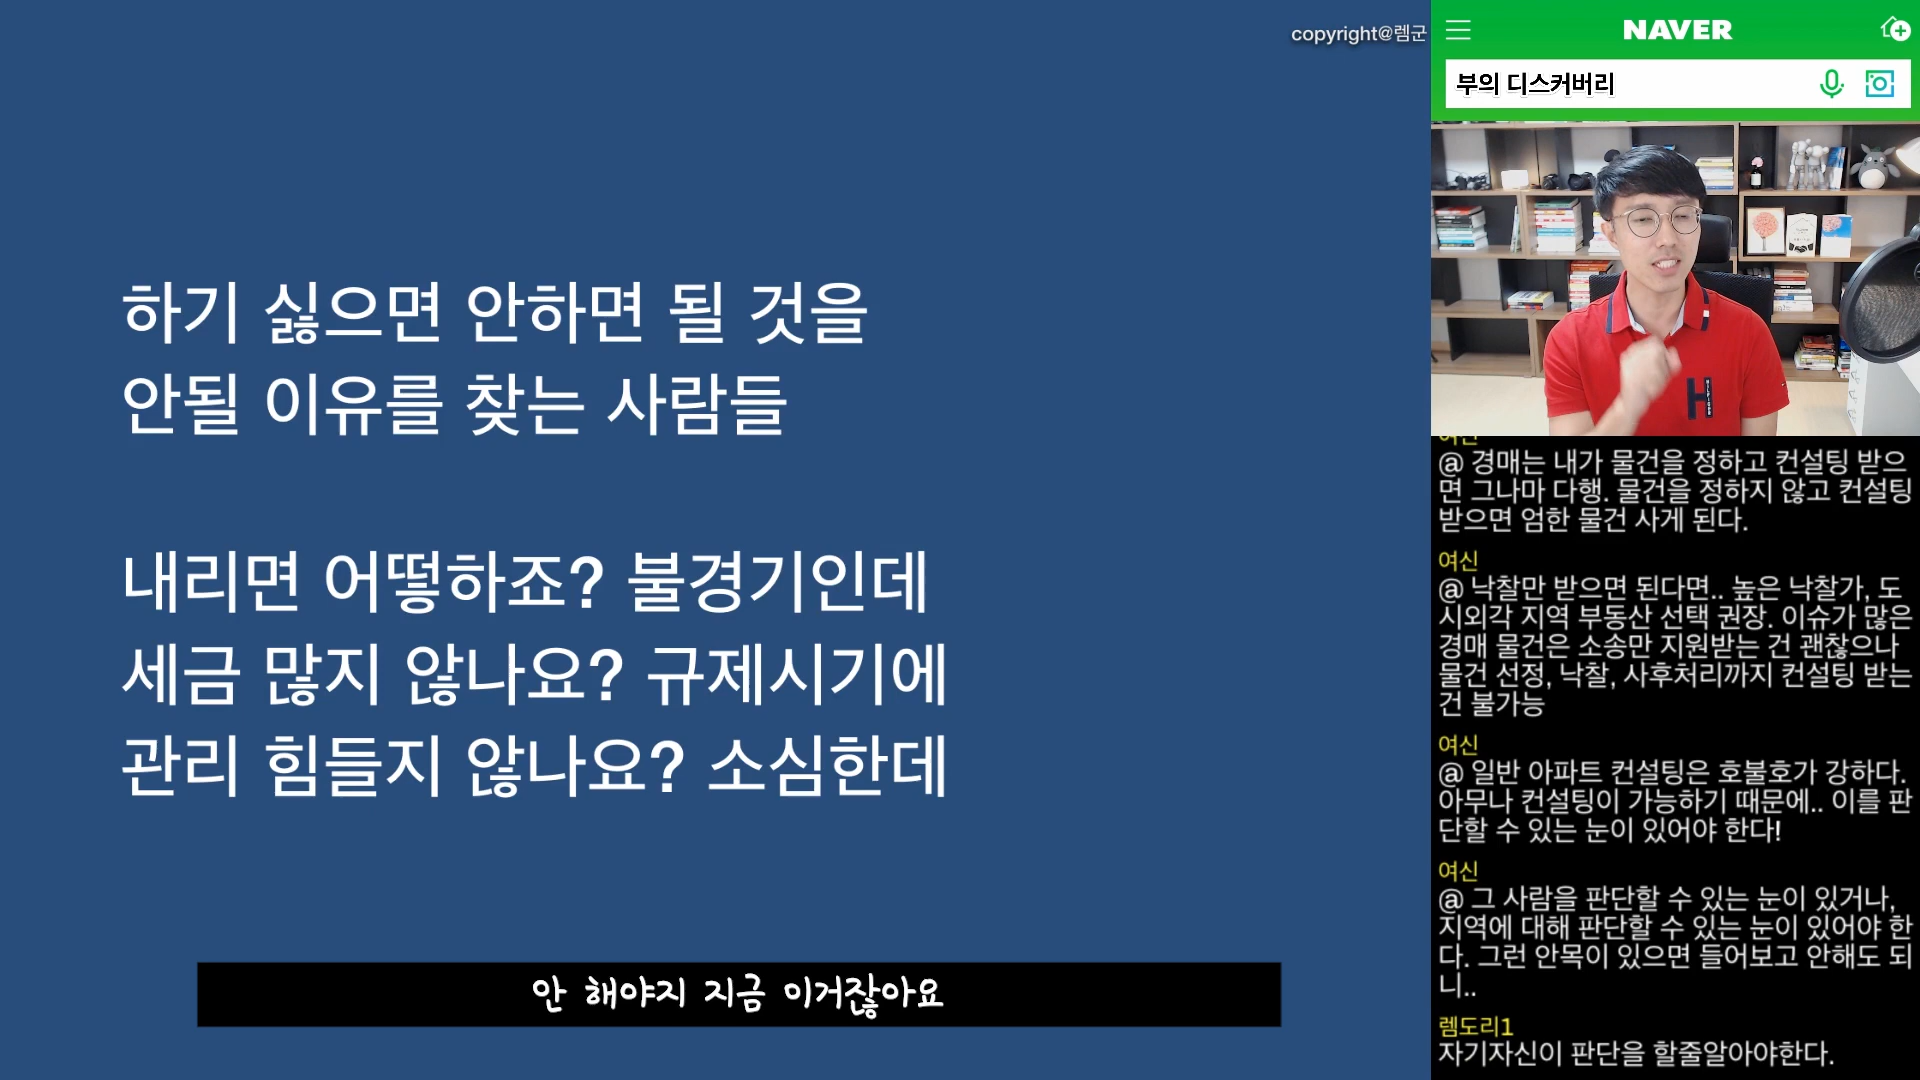 copyright@렘군
NAVER
부의 디스커버리
하기 싫으면 안하면 될 것을
안될 이유를 찾는 사람들
내리면 어떻하죠? 불경기인데
세금 많지 않나요? 규제시기에
관리 힘들지 않나요? 소심한데
안 해야지 지금 이거잖아요
H
여신
@ 경매는 내가 물건을 정하고 컨설팅 받으
면 그나마 다행. 물건을 정하지 않고 컨설팅
받으면 엄한 물건 사게 된다.
여신
@ 낙찰만 받으면 된다면.. 높은 낙찰가, 도
시외각 지역 부동산 선택 권장. 이슈가 많은
경매 물건은 소송만 지원받는 건 괜찮으나
물건 선정, 낙찰, 사후처리까지 컨설팅 받는
건 불가능
여신
@ 일반 아파트 컨설팅은 호불호가 강하다.
아무나 컨설팅이 가능하기 때문에.. 이를 판
단할 수 있는 눈이 있어야 한다!
여신
@ 그 사람을 판단할 수 있는 눈이 있거나,
지역에 대해 판단할 수 있는 눈이 있어야 한
다. 그런 안목이 있으면 들어보고 안해도 되
니..
렘도리1
자기자신이 판단을 할줄알아야한다.